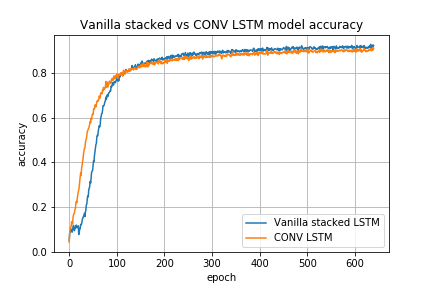 Vanilla stacked vs CONV LSTM model accuracy
accuracy
0.8
0.6
0.4
0.2
0.0
0 100 200 300 400 500 600
epoch
Vanilla stacked LSTM
CONV LSTM